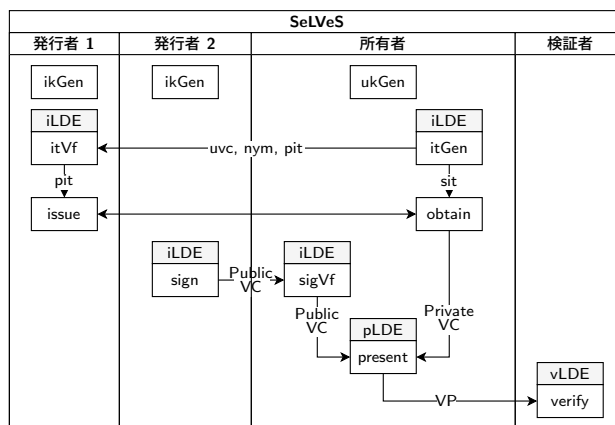 SeLVeS
発行者 1 発行者 2 所有者 検証者
ikGen ikGen ukGen
iLDE iLDE
itVf uvc, nym, pit itGen
pit sit
issue obtain
iLDE iLDE
sign Public VC sigVf
Public VC Private VC
pLDE
present
vLDE
VP verify